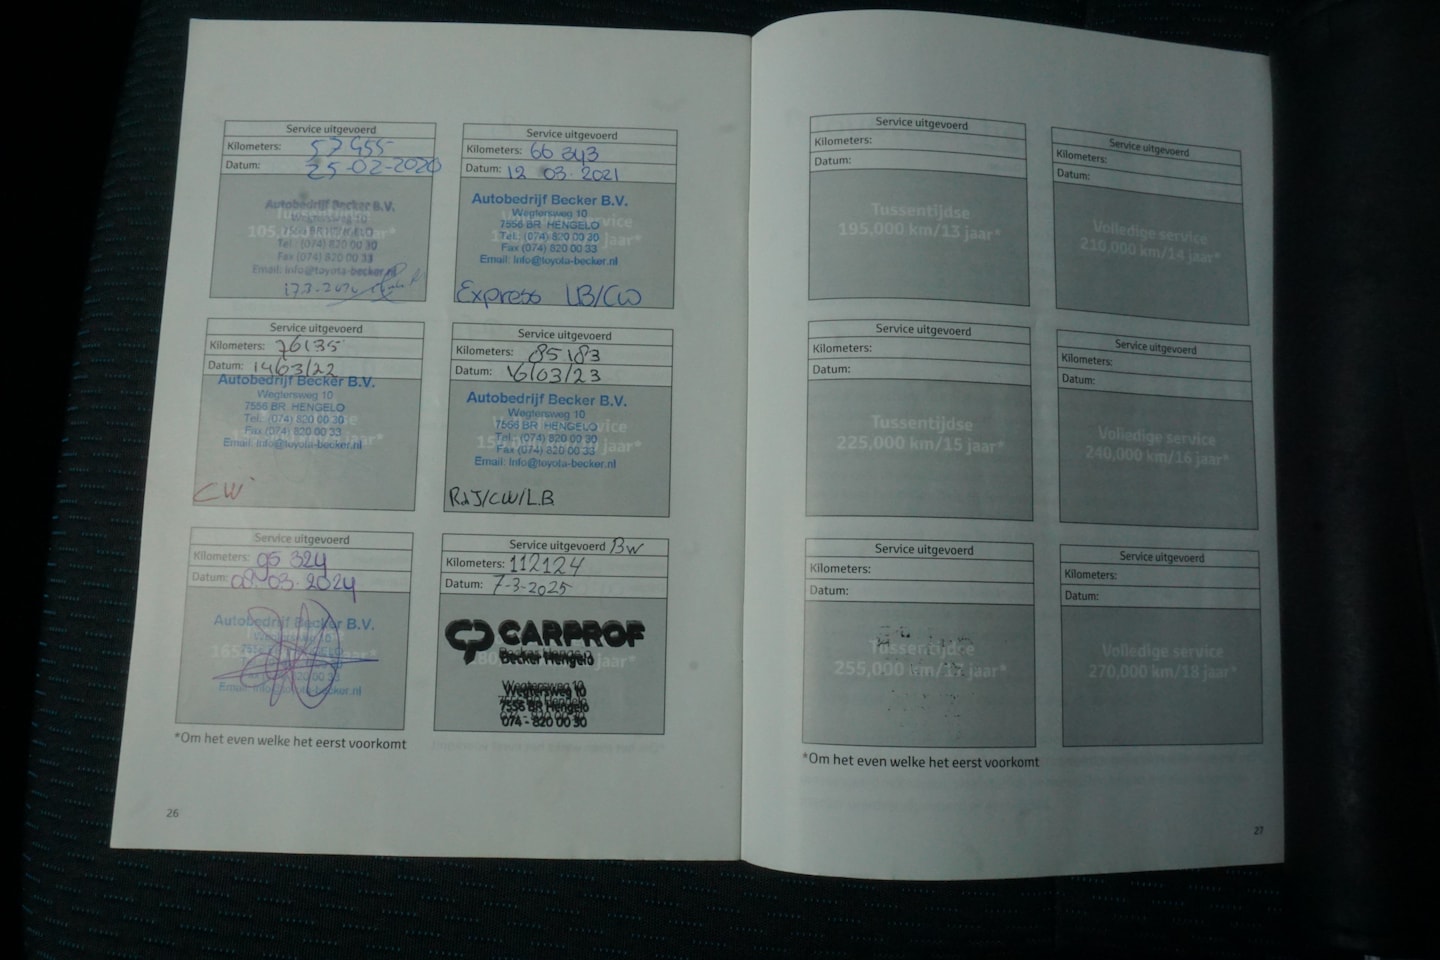 Service uitgevoerd
Kilometers: 57955
Datum: 25-02-2020
Autobedrijf Becker B.V.
Wegtersweg 10
7556 BR HENGELO
Tel.: (074) 820 00 30
Fax (074) 820 00 33
Email: info@toyota-becker.nl
Service uitgevoerd
Kilometers: 66 343
Datum: 12 03 2021
Autobedrijf Becker B.V.
Wegtersweg 10
7556 BR HENGELO
Tel.: (074) 820 00 30
Fax (074) 820 00 33
Email: info@toyota-becker.nl
Express LB/CW
Service uitgevoerd
Kilometers: 76135
Datum: 14/03/22
Autobedrijf Becker B.V.
Wegtersweg 10
7556 BR HENGELO
Tel.: (074) 820 00 30
Fax (074) 820 00 33
Email: info@toyota-becker.nl
CW
Service uitgevoerd
Kilometers: 85183
Datum: 16/03/23
Autobedrijf Becker B.V.
Wegtersweg 10
7556 BR HENGELO
Tel.: (074) 820 00 30
Fax (074) 820 00 33
Email: info@toyota-becker.nl
RdJ/CW/LB
Service uitgevoerd
Kilometers: 95 324
Datum: 03-2024
Autobedrijf Becker B.V.
Wegtersweg 10
Service uitgevoerd BW
Kilometers: 112124
Datum: 7-3-2025
CARPROF
Becker Hengelo
Wegtersweg 10
7556 BR Hengelo
074 - 820 00 30
*Om het even welke het eerst voorkomt
26
Service uitgevoerd
Kilometers:
Datum:
Tussentijdse
195,000 km/13 jaar*
Service uitgevoerd
Kilometers:
Datum:
Volledige service
210,000 km/14 jaar*
Service uitgevoerd
Kilometers:
Datum:
Tussentijdse
225,000 km/15 jaar*
Service uitgevoerd
Kilometers:
Datum:
Volledige service
240,000 km/16 jaar*
Service uitgevoerd
Kilometers:
Datum:
Tussentijdse
255,000 km/17 jaar*
Service uitgevoerd
Kilometers:
Datum:
Volledige service
270,000 km/18 jaar*
*Om het even welke het eerst voorkomt
27